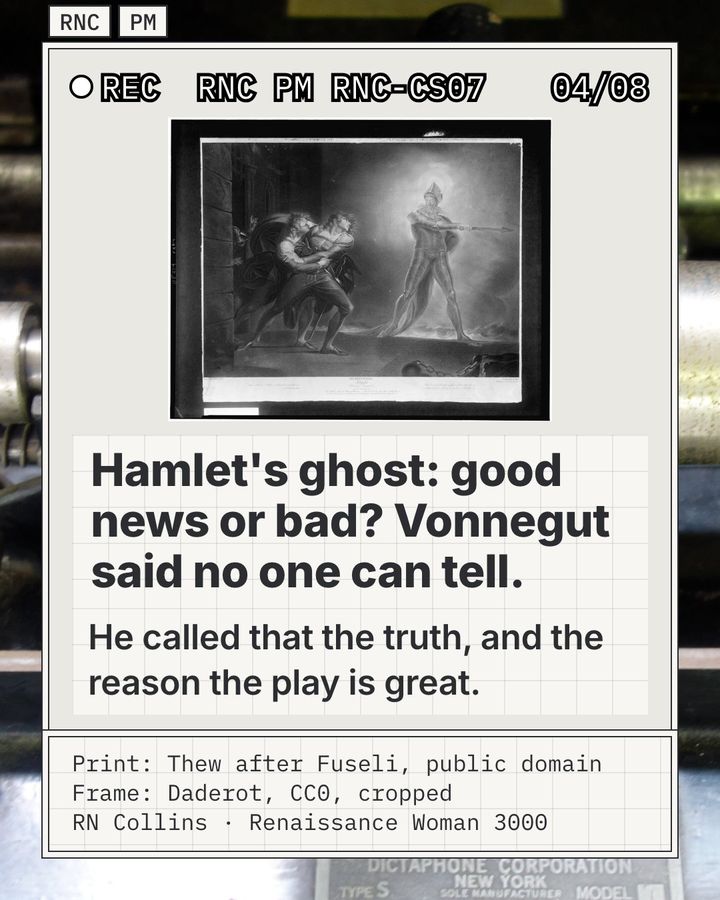 RNC PM
REC RNC PM RNC-CS07 04/08
Hamlet's ghost: good
news or bad? Vonnegut
said no one can tell.
He called that the truth, and the
reason the play is great.
Print: Thew after Fuseli, public domain
Frame: Daderot, CC0, cropped
RN Collins · Renaissance Woman 3000
DICTAPHONE CORPORATION
NEW YORK
TYPE S SOLE MANUFACTURER MODEL